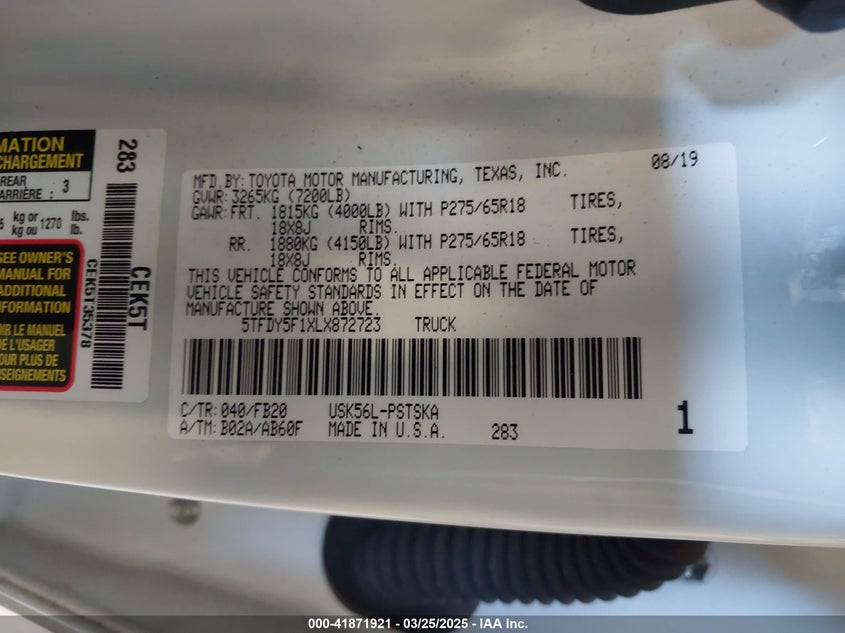 MATION
CHARGEMENT
REAR
ARRIÈRE : 3
kg or 1270 lbs.
kg ou lb.
SEE OWNER'S
MANUAL FOR
ADDITIONAL
INFORMATION
VOIR LE MANUEL
DE L'USAGER
POUR PLUS DE
RENSEIGNEMENTS
283
CEK5T35378
CEK5T
MFD.BY:TOYOTA MOTOR MANUFACTURING, TEXAS, INC. 08/19
GVWR:3265KG (7200LB)
GAWR:FRT. 1815KG (4000LB) WITH P275/65R18 TIRES,
18X8J RIMS.
RR. 1880KG (4150LB) WITH P275/65R18 TIRES,
18X8J RIMS.
THIS VEHICLE CONFORMS TO ALL APPLICABLE FEDERAL MOTOR
VEHICLE SAFETY STANDARDS IN EFFECT ON THE DATE OF
MANUFACTURE SHOWN ABOVE.
5TFDY5F1XLX872723 TRUCK
C/TR:040/FB20 USK56L-PSTSKA
A/TM:B02A/AB60F MADE IN U.S.A. 283 1
000-41871921 - 03/25/2025 - IAA Inc.